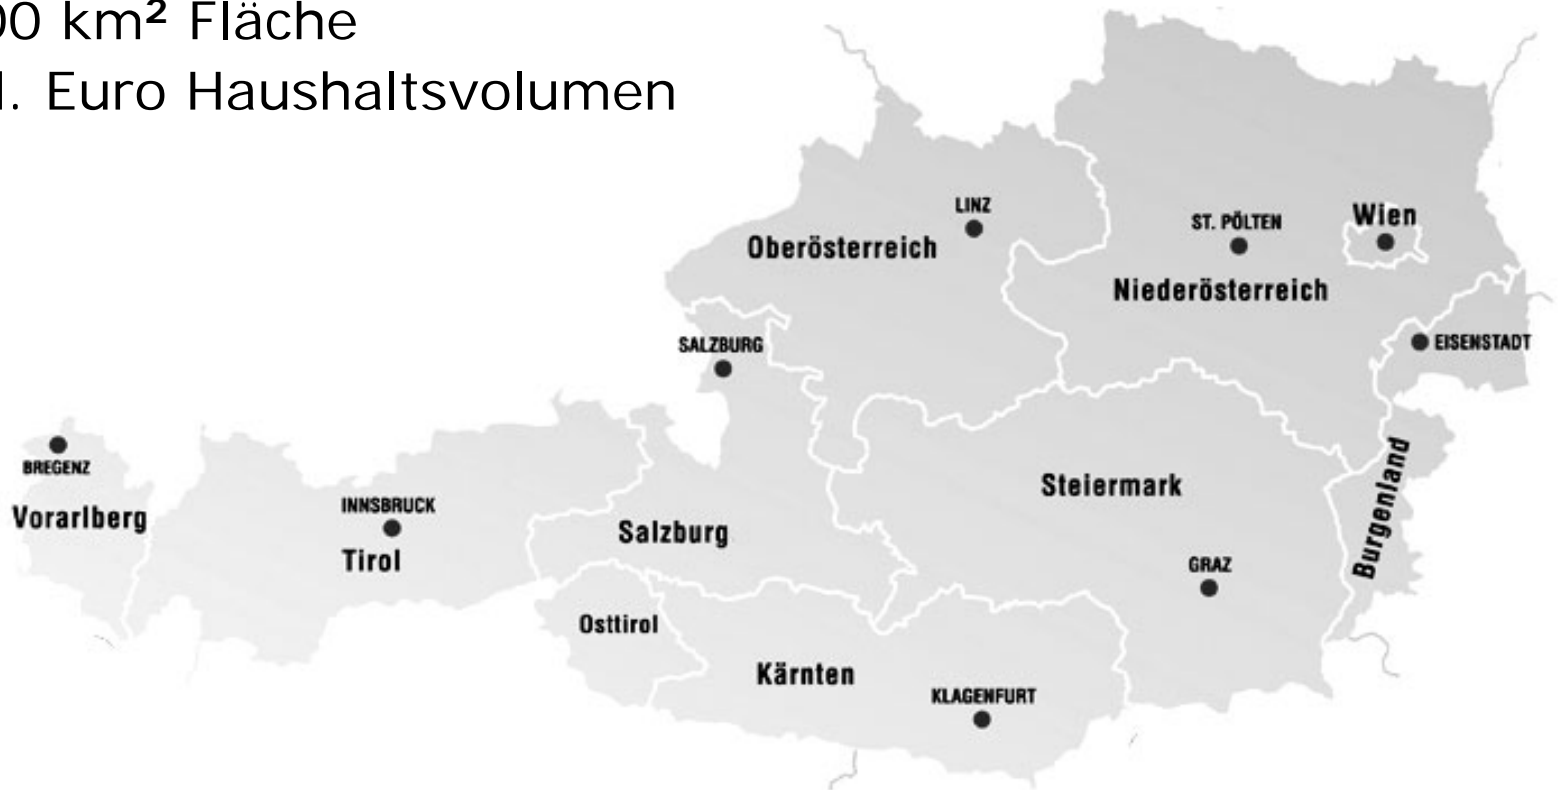 00 km² Fläche
. Euro Haushaltsvolumen
LINZ
ST. PÖLTEN
Wien
Oberösterreich
Niederösterreich
SALZBURG
EISENSTADT
BREGENZ
Vorarlberg
INNSBRUCK
Tirol
Salzburg
Steiermark
Burgenland
GRAZ
Osttirol
Kärnten
KLAGENFURT